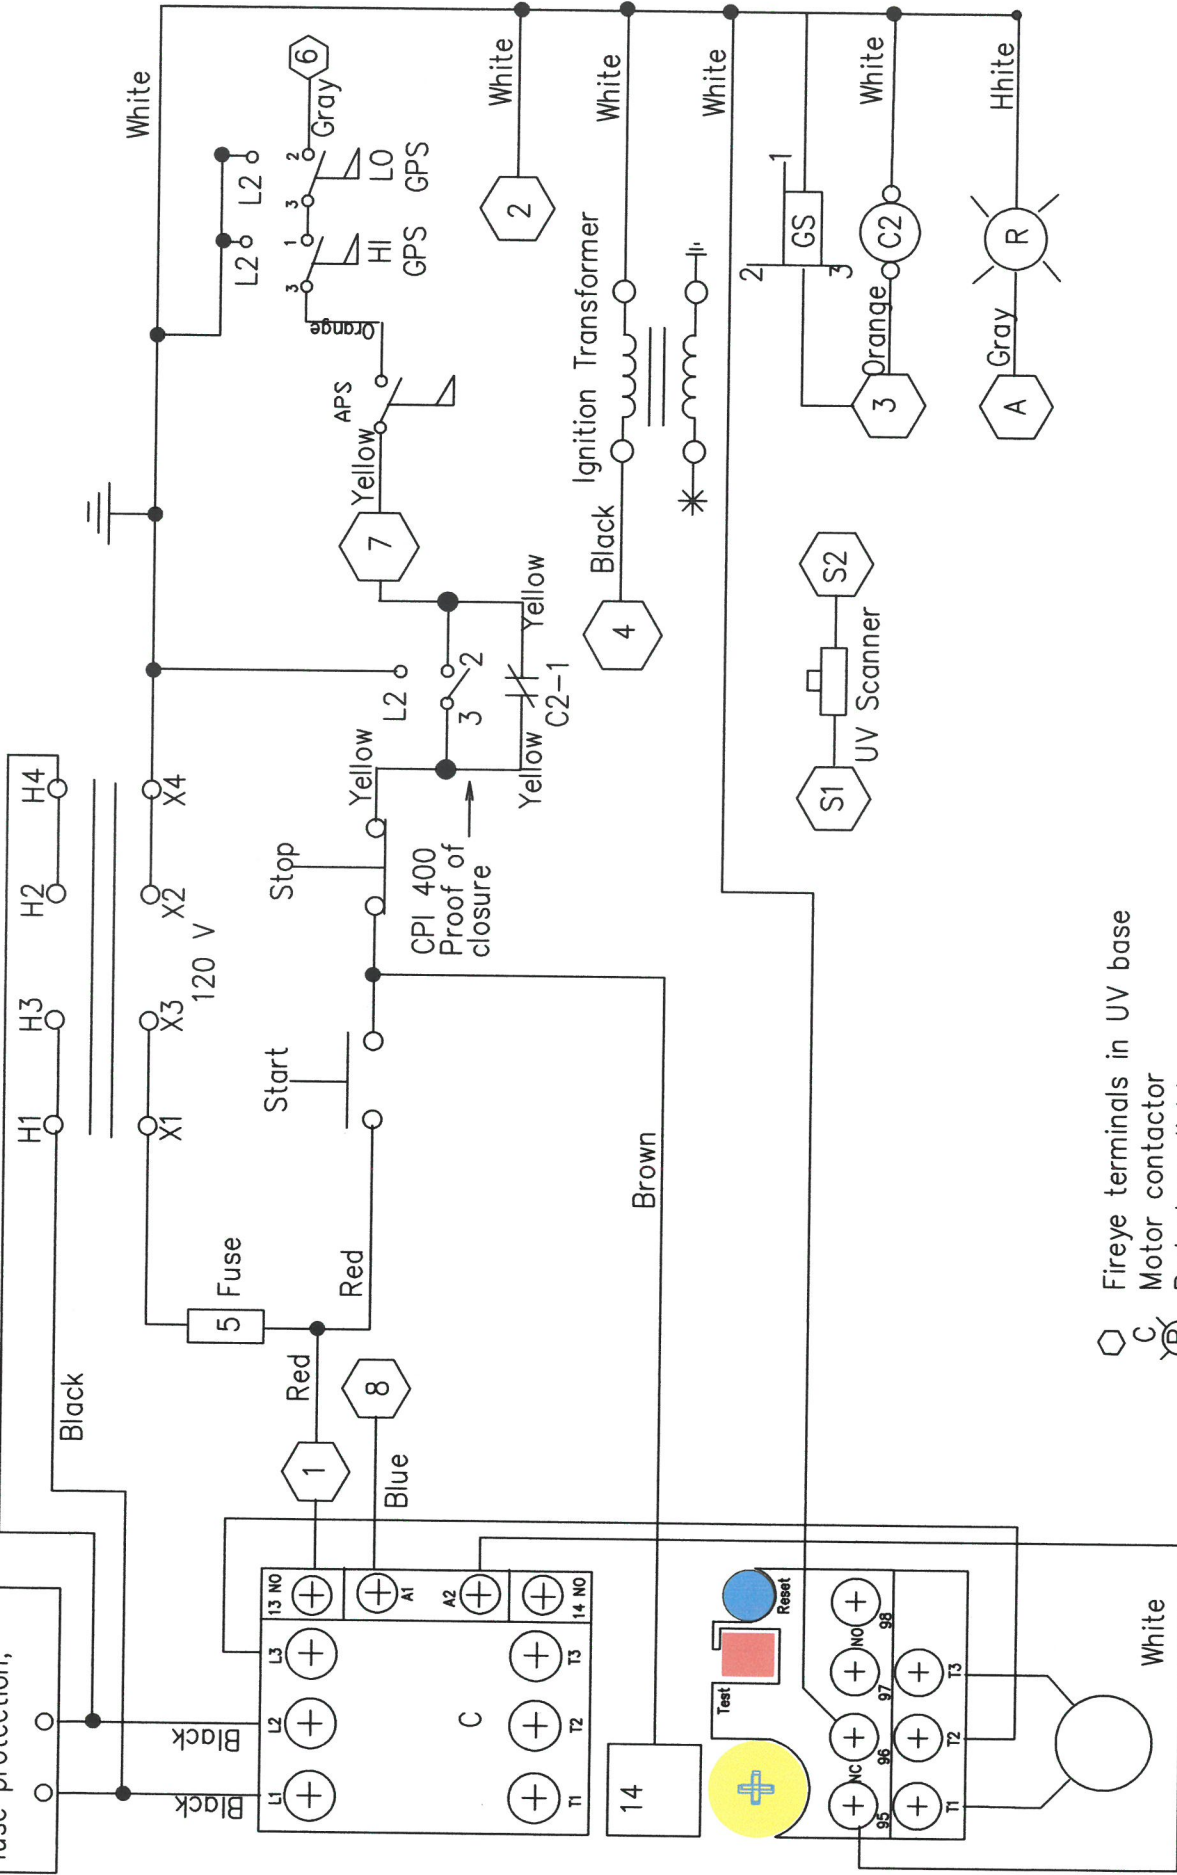 fuse protection,
Black
H1
H3
H2
H4
X1
X3
X2
X4
120 V
White
5
Fuse
Red
Red
1
8
Blue
Start
Stop
Brown
Yellow
CPI 400
Proof of
closure
L2
3
2
C2-1
Yellow
Yellow
7
Yellow
APS
Orange
L2
L2
3
1
HI
GPS
3
2
LO
GPS
Gray
6
2
White
4
Black
Ignition Transformer
White
White
S1
UV Scanner
S2
GS
1
2
3
3
Orange
C2
White
A
Gray
R
Hhite
Black
Black
L1
L2
L3
13 NO
A1
A2
14 NO
C
T1
T2
T3
14
Test
Reset
NC
NO
95
96
97
98
T1
T2
T3
White
Fireye terminals in UV base
C
Motor contactor
R